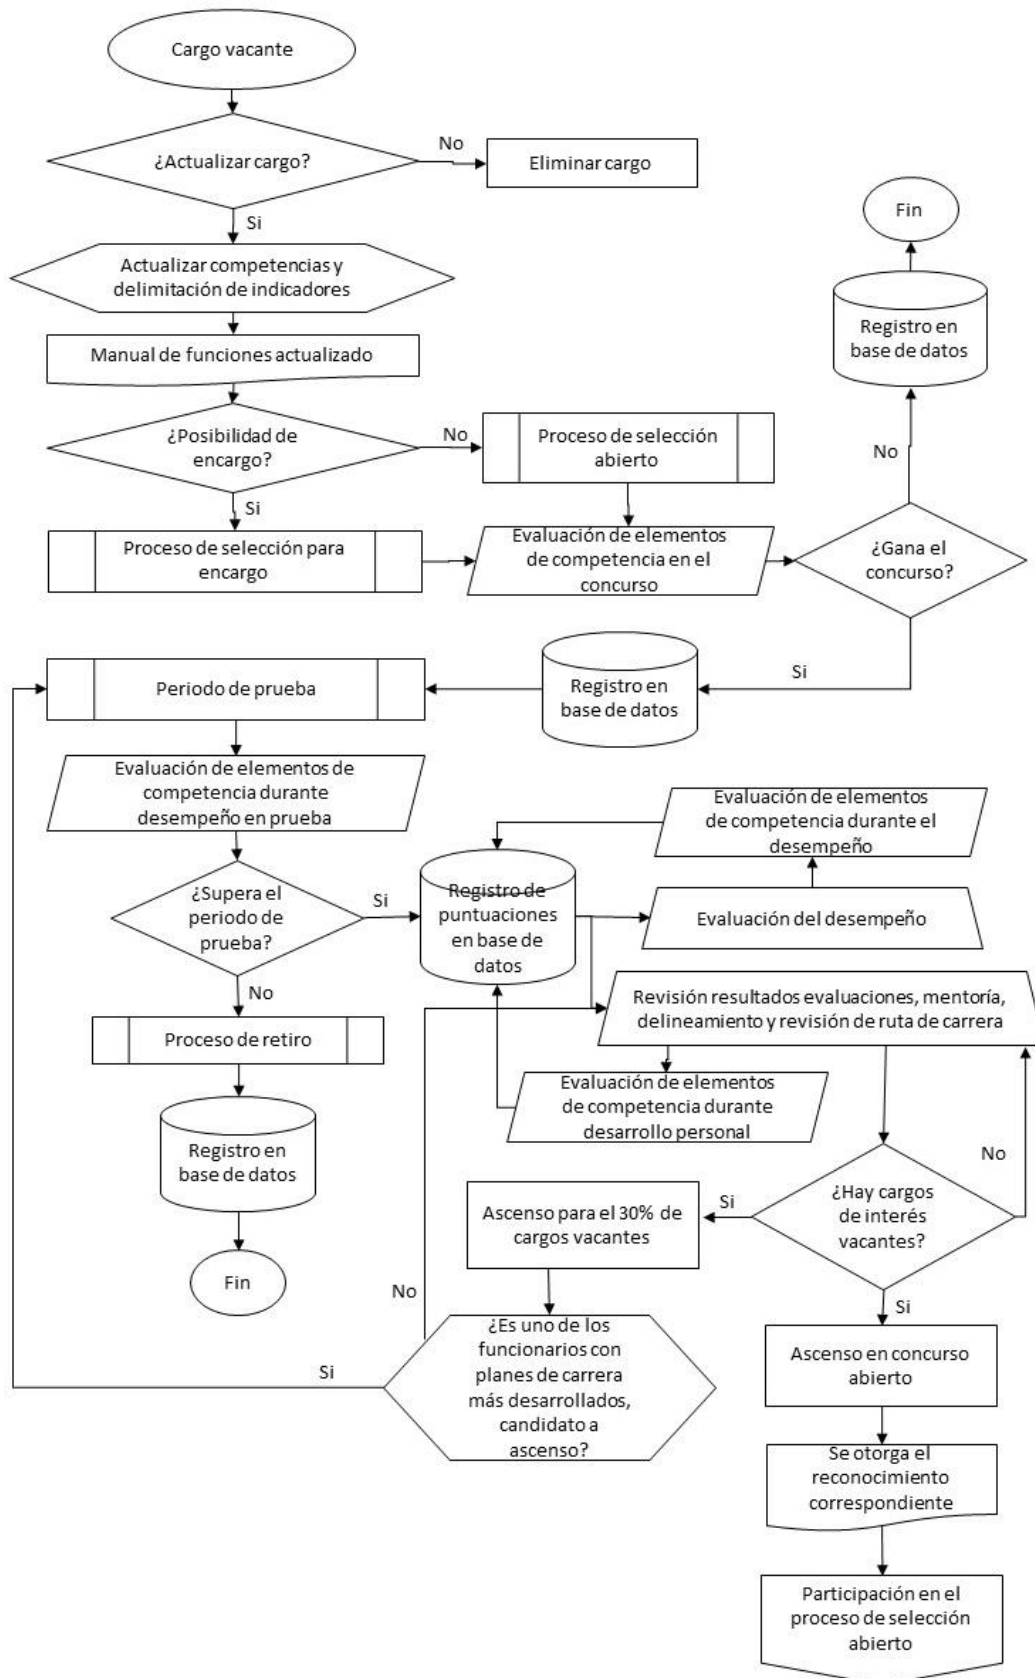 Cargo vacante
¿Actualizar cargo?
No
Eliminar cargo
Si
Fin
Actualizar competencias y
delimitación de indicadores
Registro en
base de datos
Manual de funciones actualizado
¿Posibilidad de
encargo?
No
Proceso de selección
abierto
No
Si
Proceso de selección para
encargo
Evaluación de elementos
de competencia en el
concurso
¿Gana el
concurso?
Si
Registro en
base de datos
Periodo de prueba
Evaluación de elementos de
competencia durante
desempeño en prueba
Evaluación de elementos
de competencia durante el
desempeño
¿Supera el
periodo de
prueba?
Si
Registro de
puntuaciones
en base de
datos
Evaluación del desempeño
No
Revisión resultados evaluaciones, mentoría,
delineamiento y revisión de ruta de carrera
Proceso de retiro
Evaluación de elementos
de competencia durante
desarrollo personal
Registro en
base de datos
No
¿Hay cargos
de interés
vacantes?
Si
Ascenso para el 30% de
cargos vacantes
Fin
No
Si
¿Es uno de los
funcionarios con
planes de carrera
más desarrollados,
candidato a
ascenso?
Si
Ascenso en concurso
abierto
Se otorga el
reconocimiento
correspondiente
Participación en el
proceso de selección
abierto